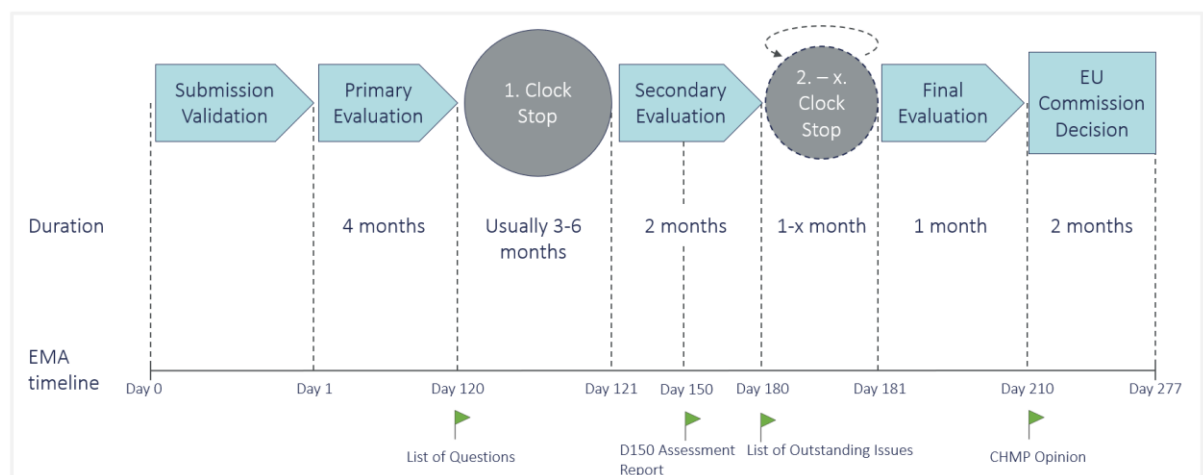 Submission
Validation
Primary
Evaluation
1. Clock
Stop
Secondary
Evaluation
2. – x.
Clock
Stop
Final
Evaluation
EU
Commission
Decision
Duration
4 months
Usually 3-6
months
2 months
1-x month
1 month
2 months
EMA
timeline
Day 0
Day 1
Day 120
Day 121
Day 150
Day 180
Day 181
Day 210
Day 277
List of Questions
D150 Assessment
Report
List of Outstanding Issues
CHMP Opinion